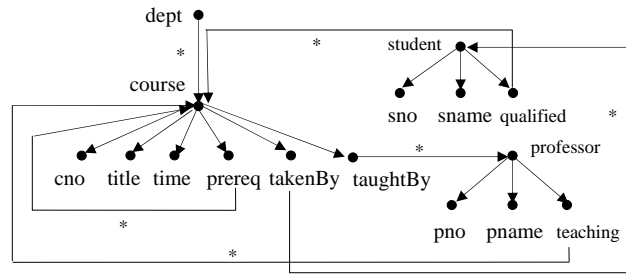 dept
*
*
student
course
sno sname qualified
*
professor
*
cno title time prereq takenBy taughtBy
*
pno pname teaching
*